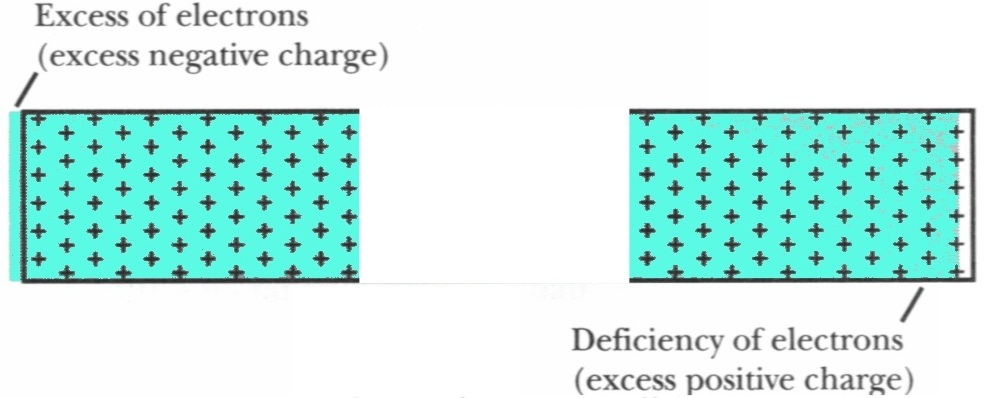 Excess of electrons
(excess negative charge)
Deficiency of electrons
(excess positive charge)